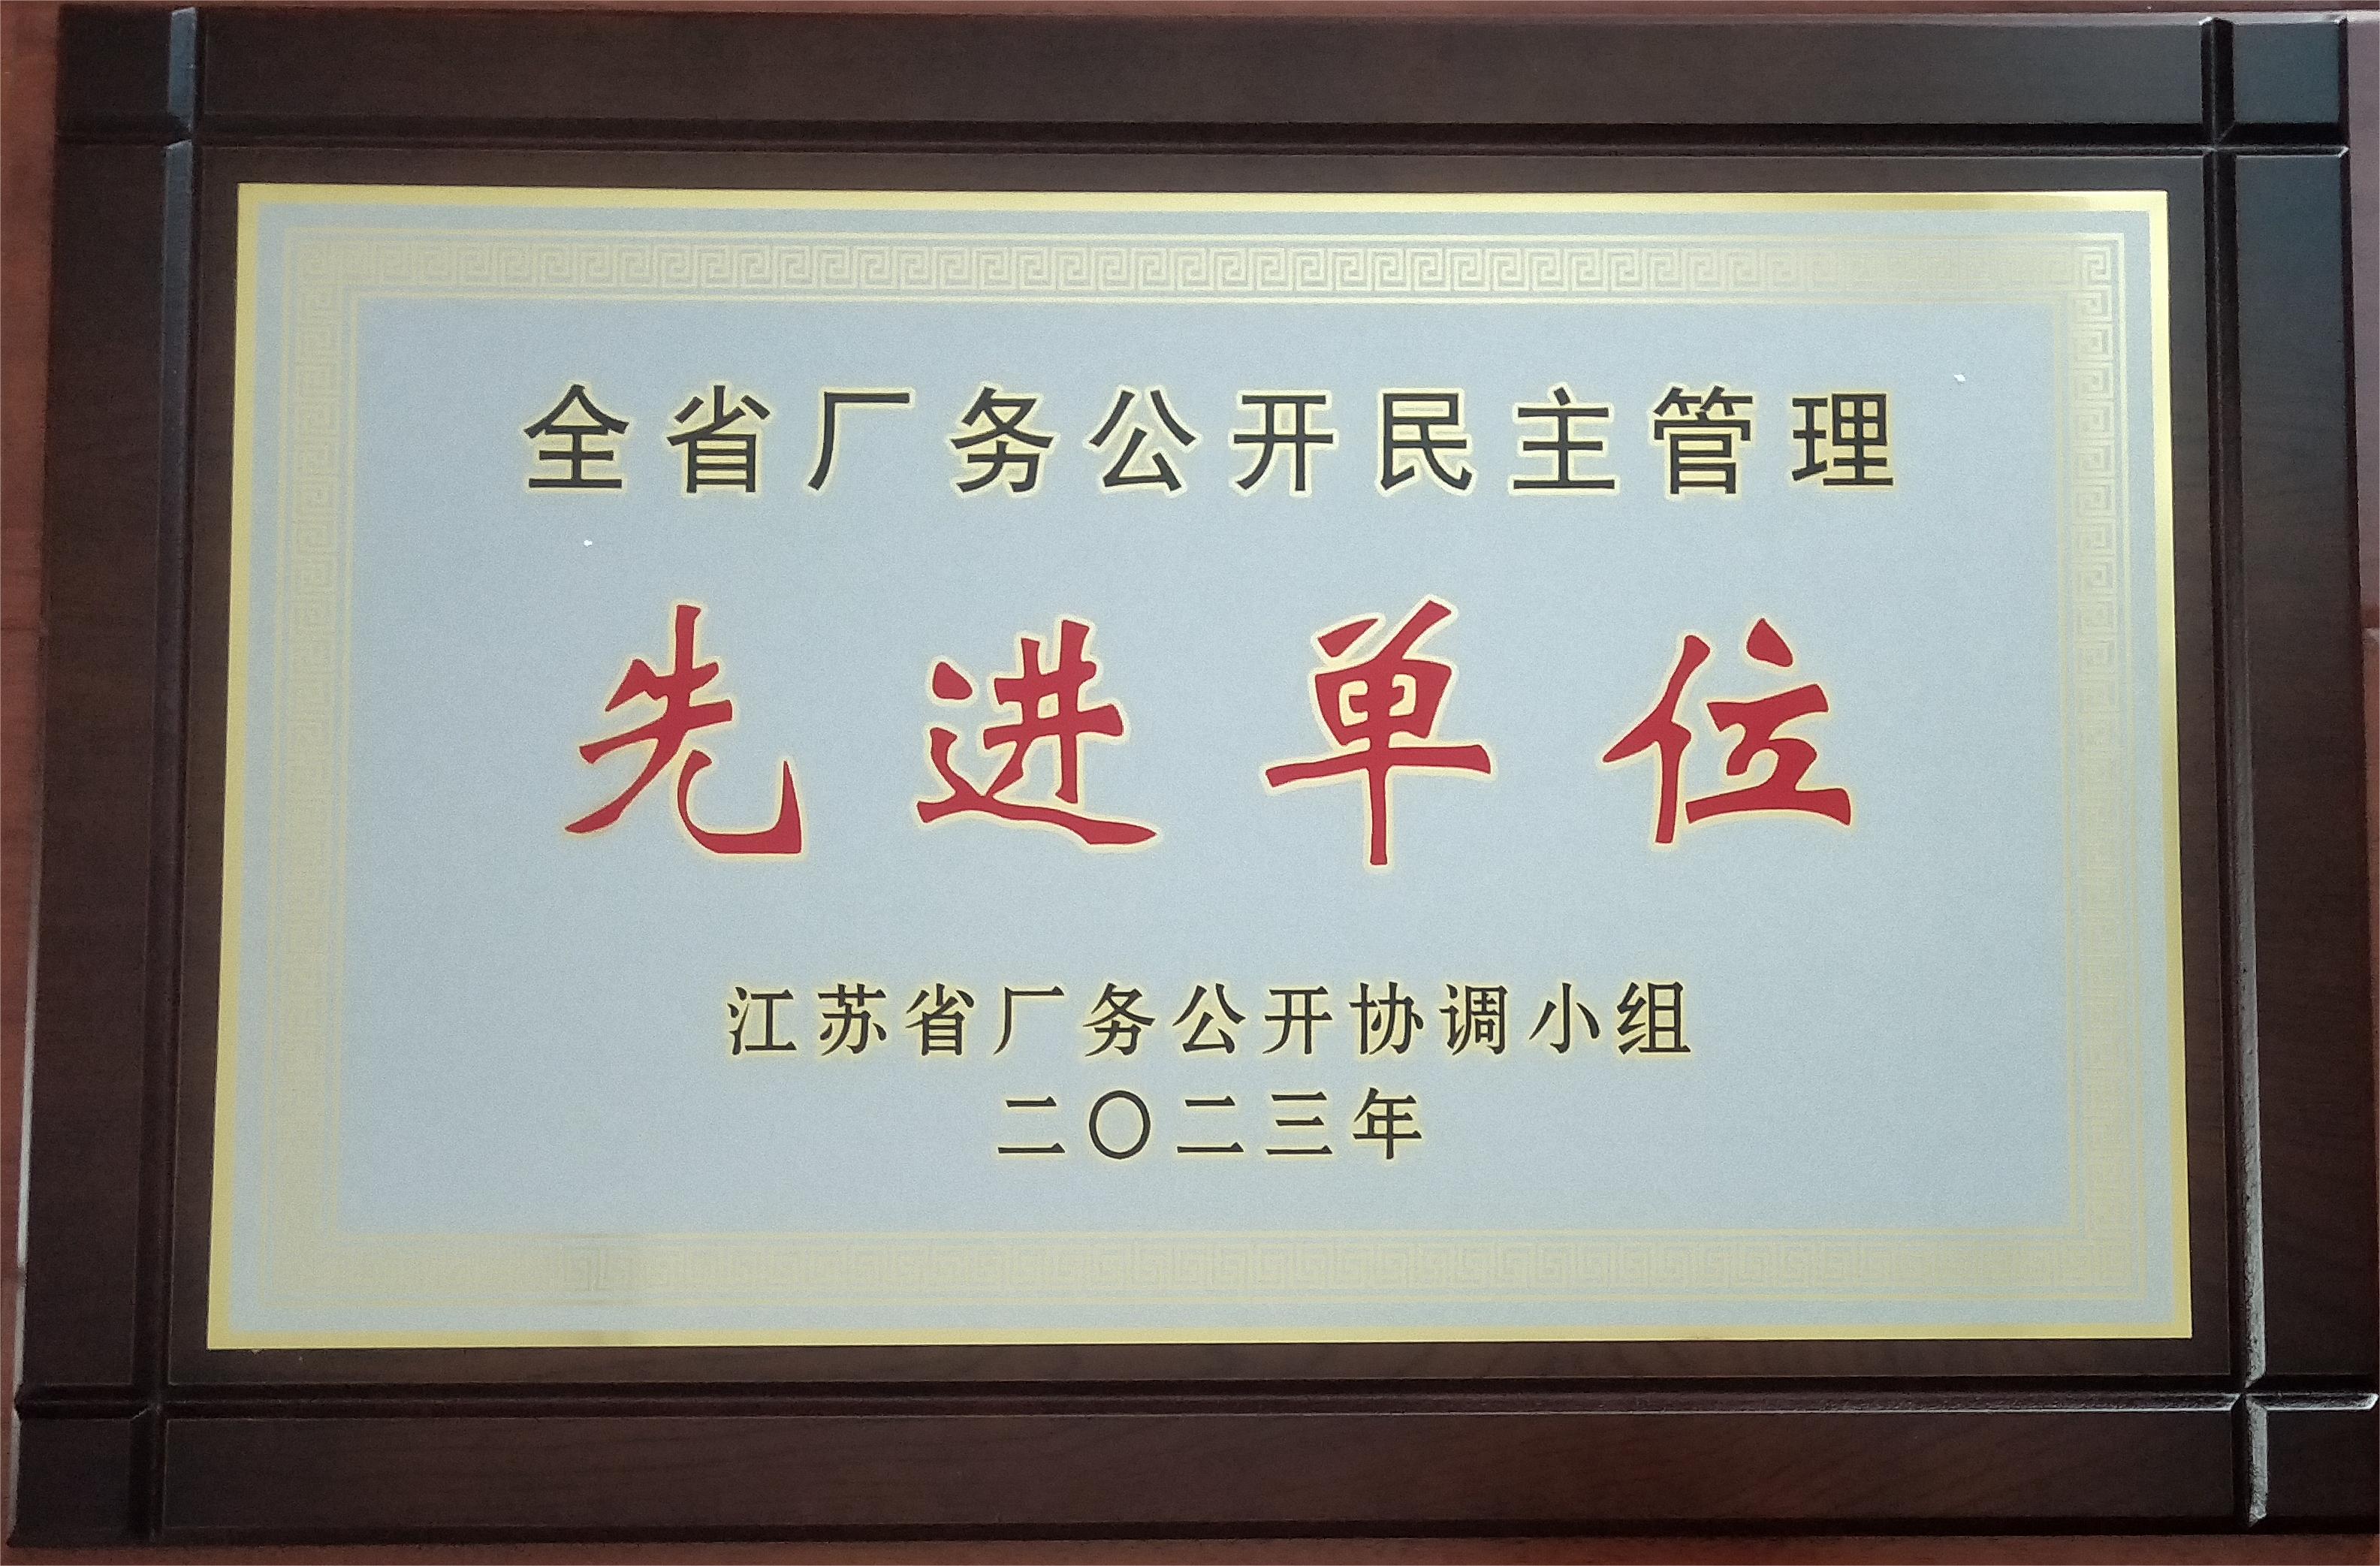 全省厂务公开民主管理
先进单位
江苏省厂务公开协调小组
二〇二三年